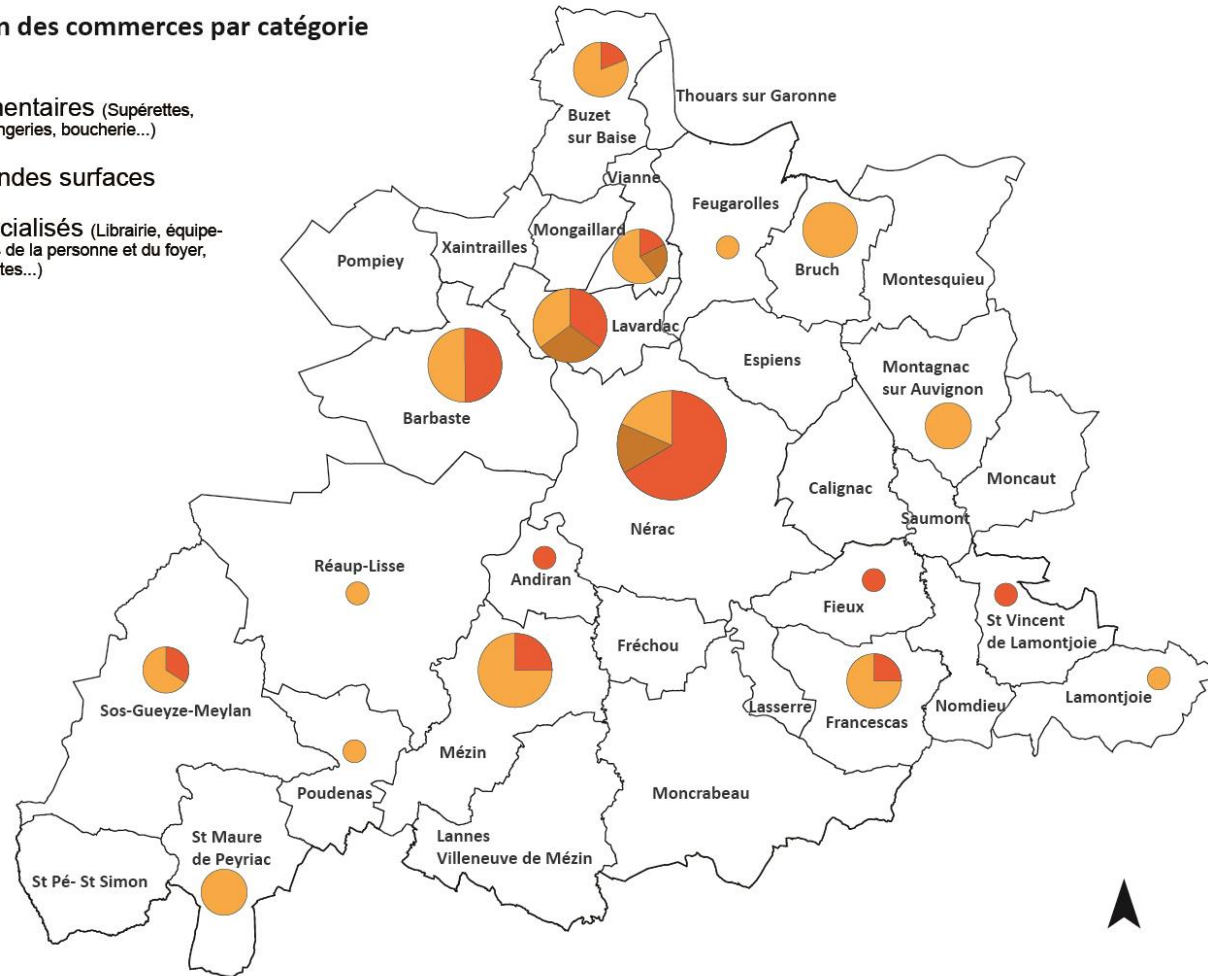 n des commerces par catégorie
nentaires (Supérettes,
ngeries, boucherie...)
ndes surfaces
cialisés (Librairie, équipe-
de la personne et du foyer,
tes...)
Thouars sur Garonne
Buzet
sur Baise
Vianne
Feugarolles
Mongaillard
Xaintrailles
Pompiey
Bruch
Montesquieu
Lavardac
Espiens
Montagnac
sur Auvignon
Barbaste
Calignac
Moncaut
Saumont
Nérac
Réaup-Lisse
Andiran
Fieux
St Vincent
de Lamontjoie
Fréchou
Lamontjoie
Sos-Gueyze-Meylan
Lasserre
Francescas
Nomdieu
Mézin
Poudenas
Moncrabeau
St Maure
de Peyriac
Lannes
Villeneuve de Mézin
St Pé- St Simon